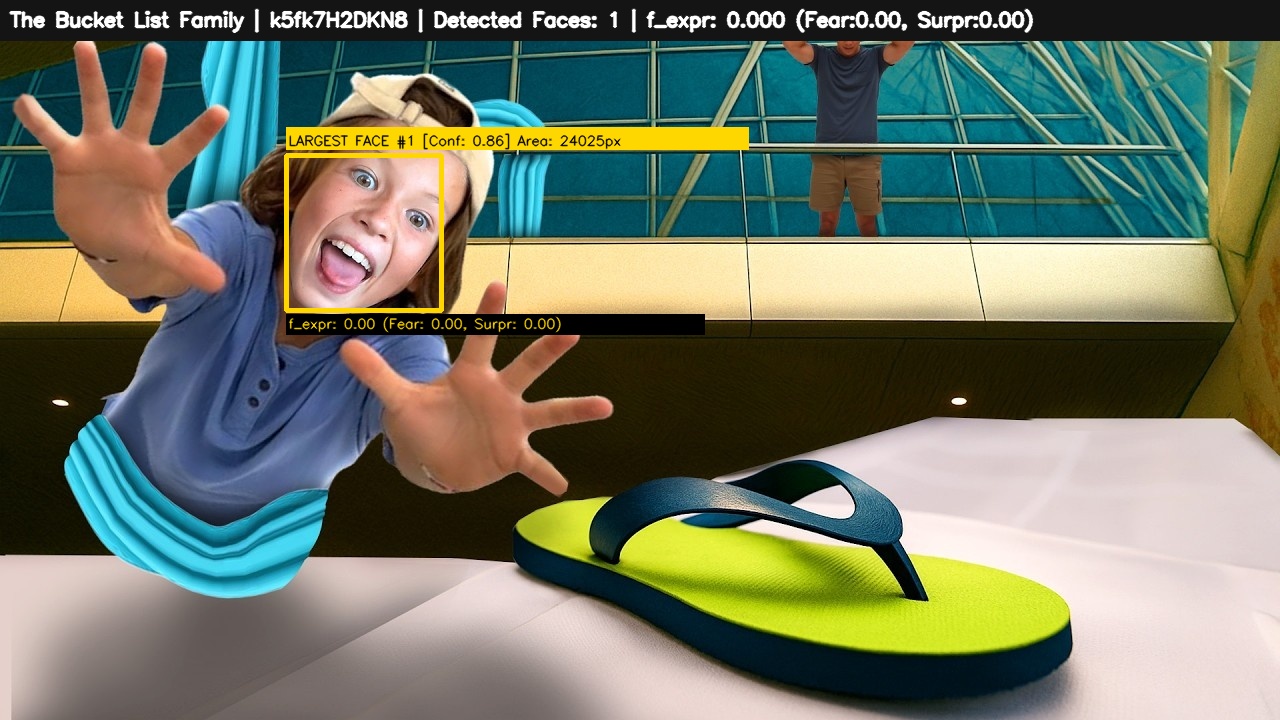 The Bucket List Family | k5fk7H2DKN8 | Detected Faces: 1 | f_expr: 0.000 (Fear:0.00, Surpr:0.00)
LARGEST FACE #1 [Conf: 0.86] Area: 24025px
f_expr: 0.00 (Fear: 0.00, Surpr: 0.00)